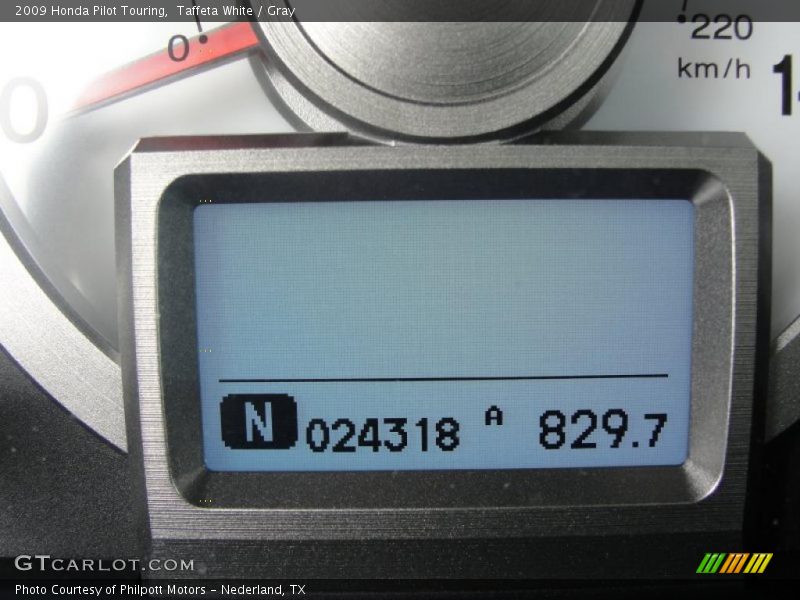 2009 Honda Pilot Touring,  Taffeta White / Gray
0
0
220
km/h
N 024318 A 829.7
GTCARLOT.COM
Photo Courtesy of Philpott Motors - Nederland, TX